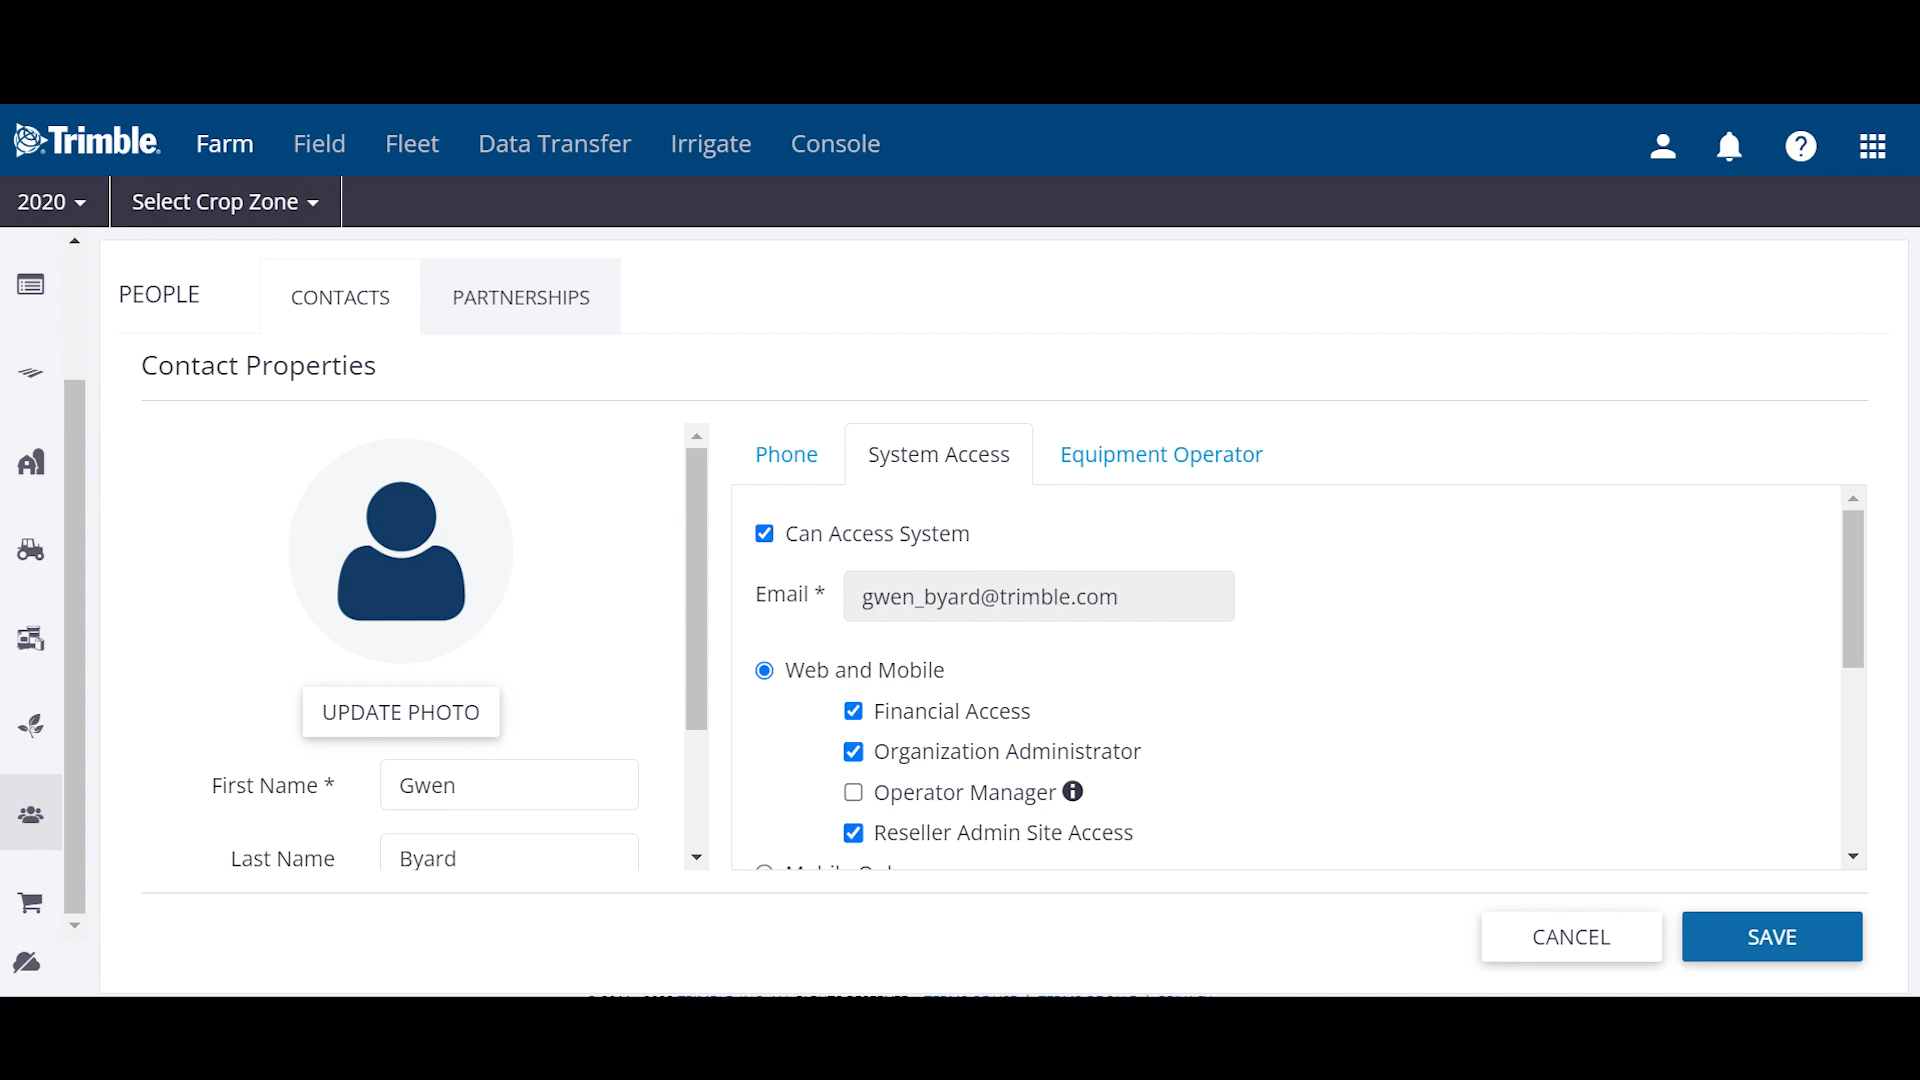 Trimble Farm Field Fleet Data Transfer Irrigate Console
2020 Select Crop Zone
PEOPLE CONTACTS PARTNERSHIPS
Contact Properties
Phone System Access Equipment Operator
Can Access System
Email * gwen_byard@trimble.com
Web and Mobile
UPDATE PHOTO
Financial Access
Organization Administrator
First Name * Gwen
Operator Manager
Reseller Admin Site Access
Last Name Byard
CANCEL SAVE